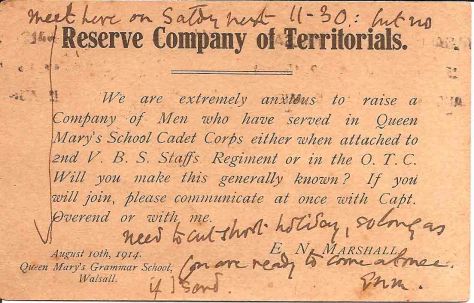 meet here on Satdy next 11-30: but no
Reserve Company of Territorials.
We are extremely anxious to raise a
Company of Men who have served in Queen
Mary's School Cadet Corps either when attached to
2nd V. B. S. Staffs Regiment or in the O. T. C.
Will you make this generally known? If you
will join, please communicate at once with Capt.
Overend or with me.
need to cut short holiday, so long as
E. N. MARSHALL,
August 10th, 1914.
Queen Mary's Grammar School,
Walsall.
you are ready to come at once
if I send.
ENM.